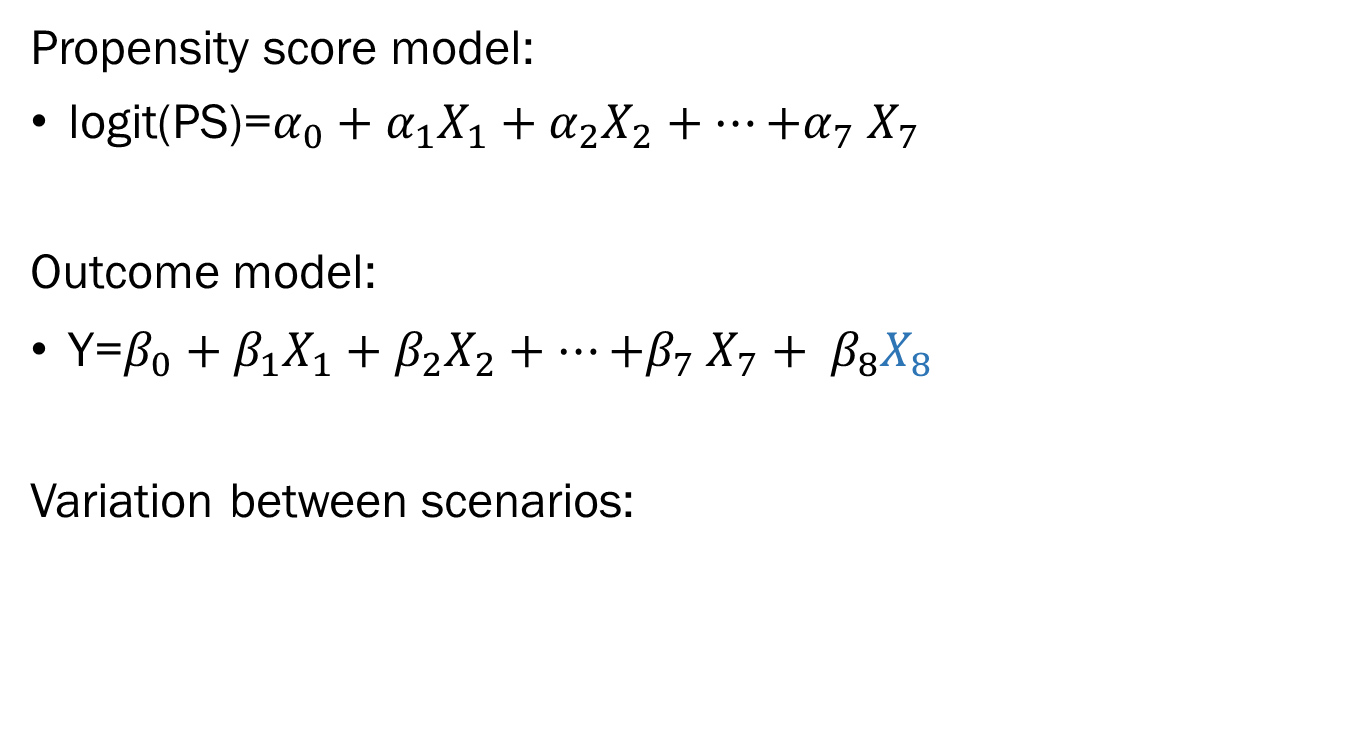 Propensity score model:
• logit(PS)=𝛼₀ + 𝛼₁𝑋₁ + 𝛼₂𝑋₂ + ⋯ +𝛼₇ 𝑋₇
Outcome model:
• Y=𝛽₀ + 𝛽₁𝑋₁ + 𝛽₂𝑋₂ + ⋯ +𝛽₇ 𝑋₇ + 𝛽₈𝑋₈
Variation between scenarios: